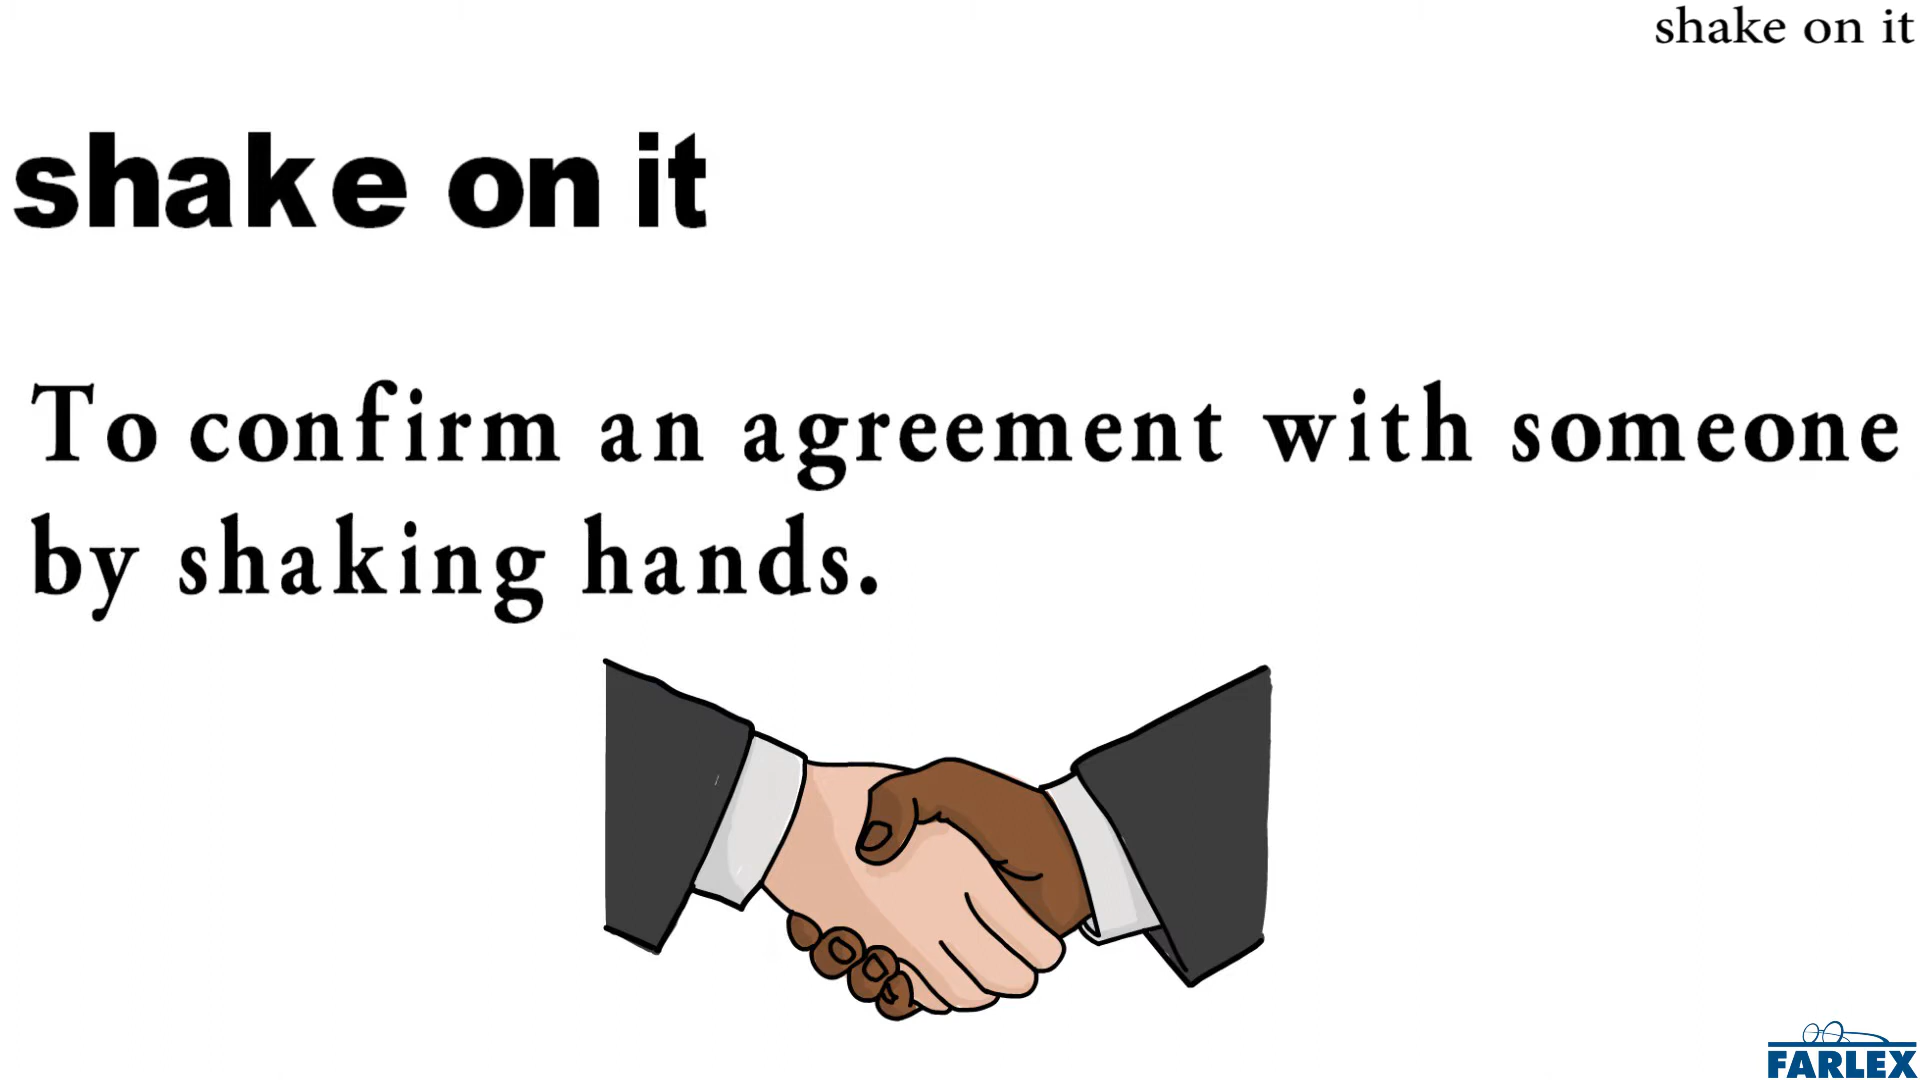 shake on it
shake on it
To confirm an agreement with someone
by shaking hands.
FARLEX